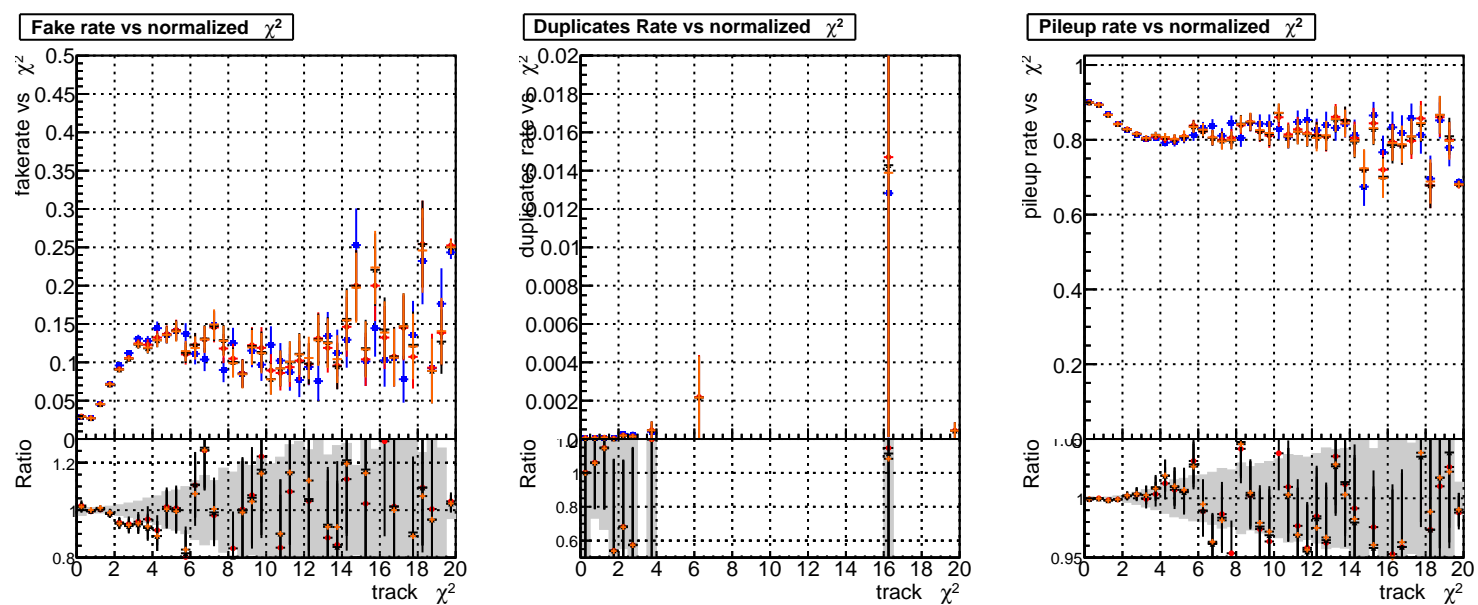 Fake rate vs normalized χ²
fakerate vs χ²
0.5
0.45
0.4
0.35
0.3
0.25
0.2
0.15
0.1
0.05
0
Ratio
1.2
1
0.8
0 2 4 6 8 10 12 14 16 18 20
track χ²
Duplicates Rate vs normalized χ²
duplicates rate vs χ²
0.02
0.018
0.016
0.014
0.012
0.01
0.008
0.006
0.004
0.002
Ratio
1
0.8
0.6
0 2 4 6 8 10 12 14 16 18 20
track χ²
Pileup rate vs normalized χ²
pileup rate vs χ²
1
0.8
0.6
0.4
0.2
Ratio
1
0.95
0 2 4 6 8 10 12 14 16 18 20
track χ²